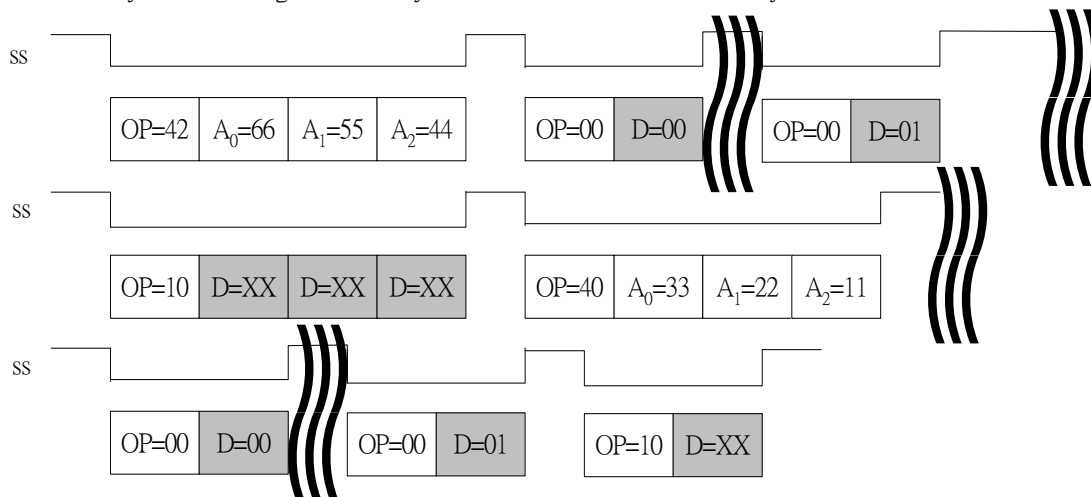 SS
OP=42 A₀=66 A₁=55 A₂=44 OP=00 D=00 OP=00 D=01
SS
OP=10 D=XX D=XX D=XX OP=40 A₀=33 A₁=22 A₂=11
SS
OP=00 D=00 OP=00 D=01 OP=10 D=XX